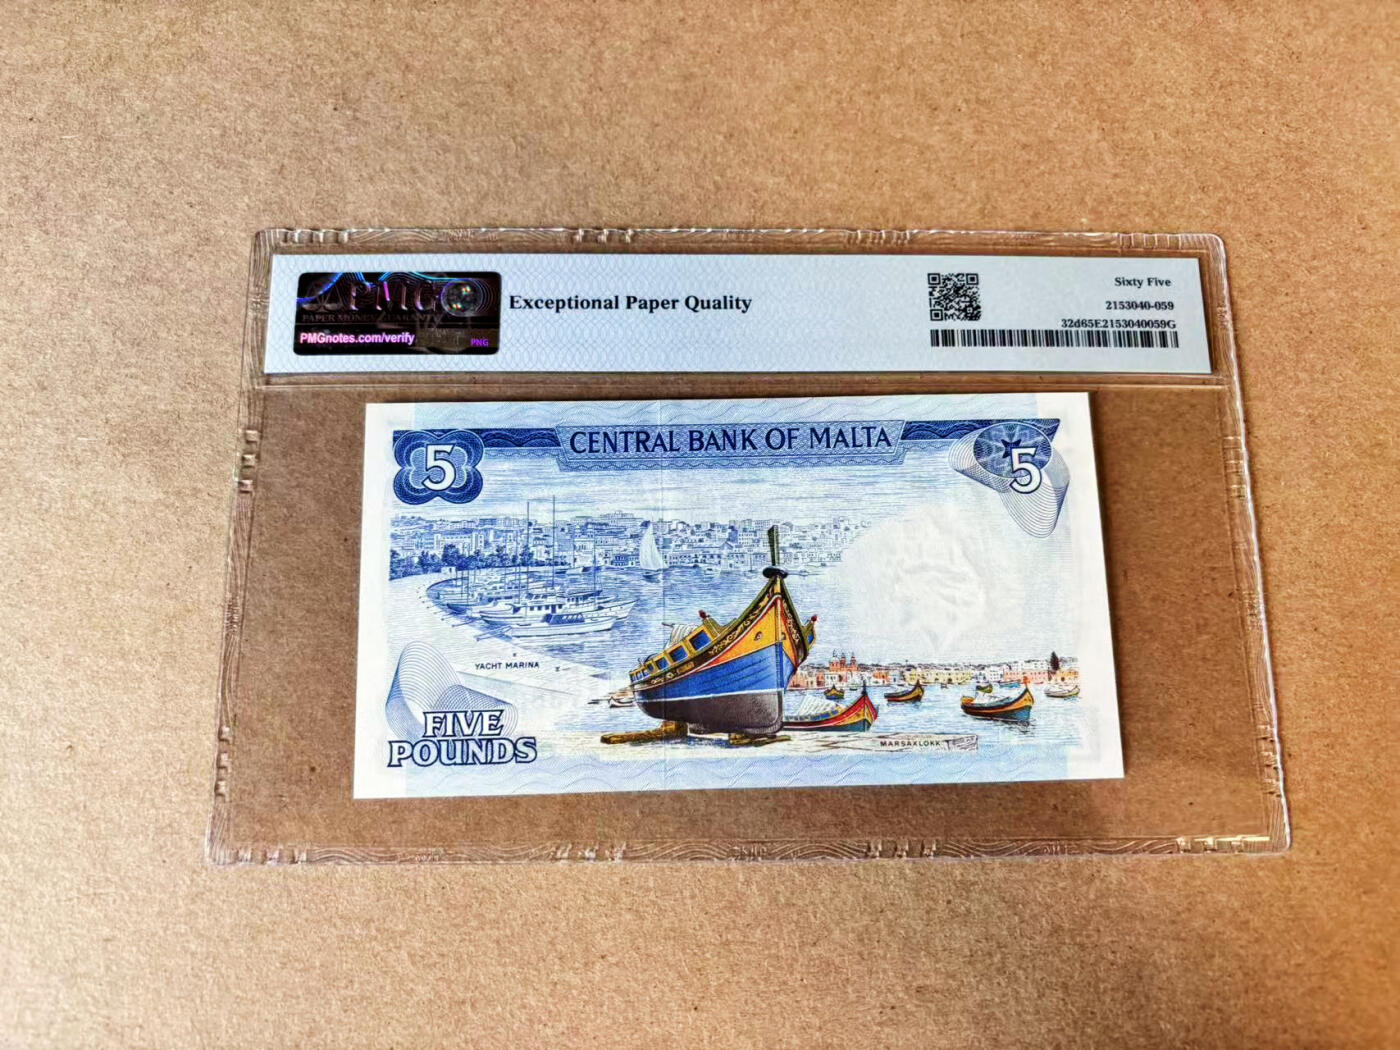 PMG
PAPER MONEY GUARANTY
PMGnotes.com/verify
PNG
Exceptional Paper Quality
Sixty Five
2153040-059
32d65E2153040059G
5
CENTRAL BANK OF MALTA
5
YACHT MARINA
FIVE
POUNDS
MARSAXLOKK